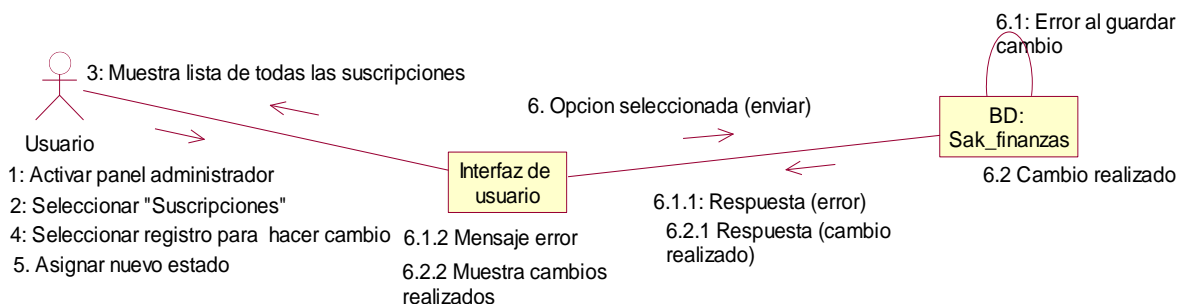 6.1: Error al guardar
cambio
3: Muestra lista de todas las suscripciones
6. Opcion seleccionada (enviar)
BD:
Sak_finanzas
Usuario
Interfaz de
usuario
1: Activar panel administrador
6.2 Cambio realizado
2: Seleccionar "Suscripciones"
6.1.1: Respuesta (error)
4: Seleccionar registro para  hacer cambio
6.1.2 Mensaje error
6.2.1 Respuesta (cambio
realizado)
5. Asignar nuevo estado
6.2.2 Muestra cambios
realizados